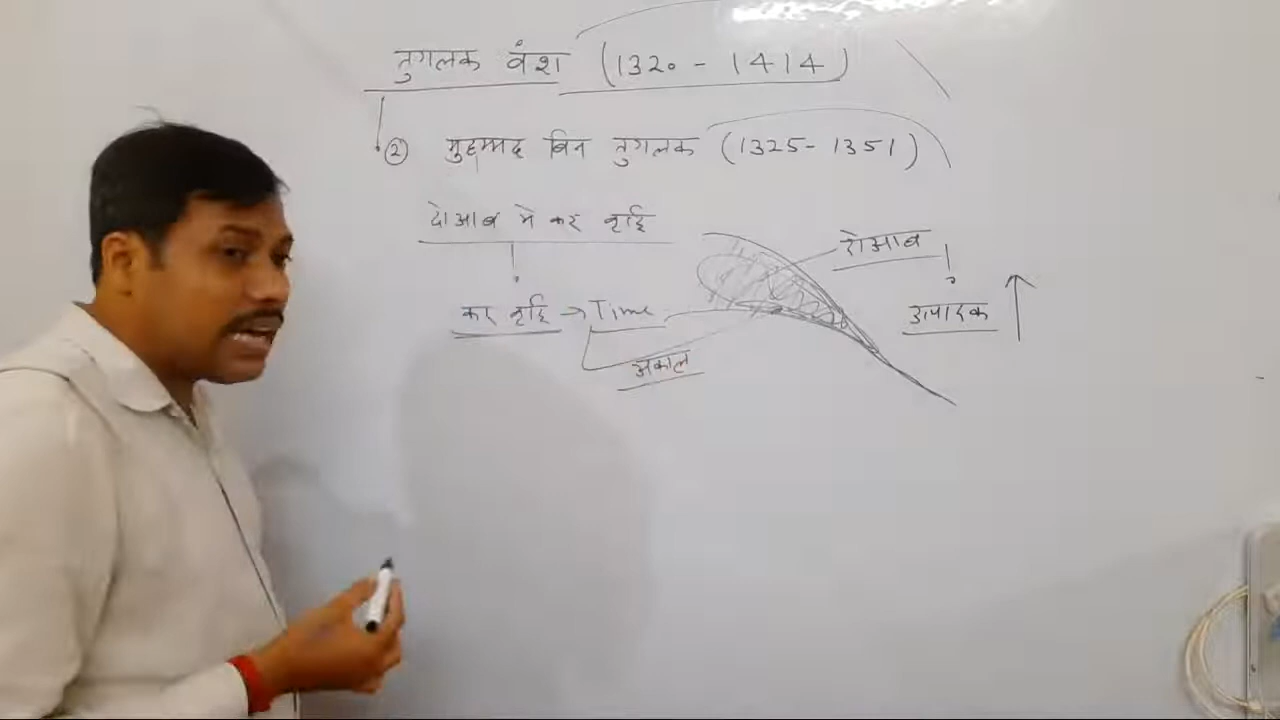 तुगलक वंश (1320 - 1414)
② मुहम्मद बिन तुगलक (1325- 1351)
दोआब में कर वृद्धि
दोआब
कर वृद्धि → Time
उत्पादक ↑
अकाल